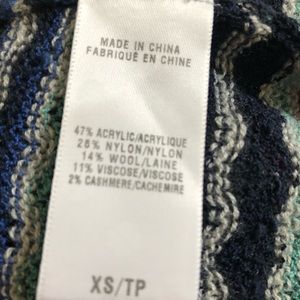 MADE IN CHINA
FABRIQUÉ EN CHINE
47% ACRYLIC/ACRYLIQUE
26% NYLON/NYLON
14% WOOL/LAINE
11% VISCOSE/VISCOSE
2% CASHMERE/CACHEMIRE
XS/TP